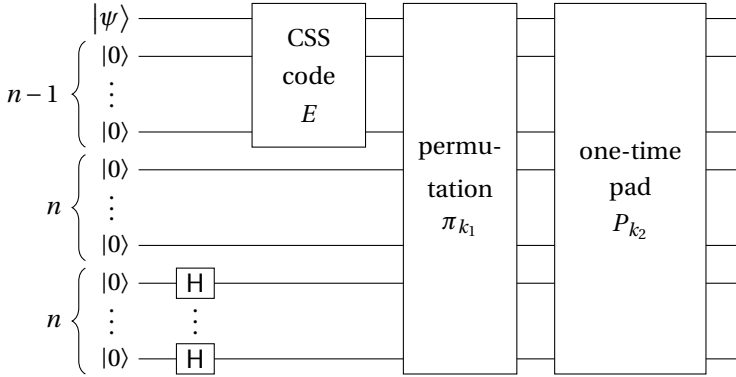 |ψ⟩
n−1
|0⟩
⋮
|0⟩
CSS
code
E
n
|0⟩
⋮
|0⟩
n
|0⟩
⋮
|0⟩
H
⋮
H
permu-
tation
π_{k_1}
one-time
pad
P_{k_2}